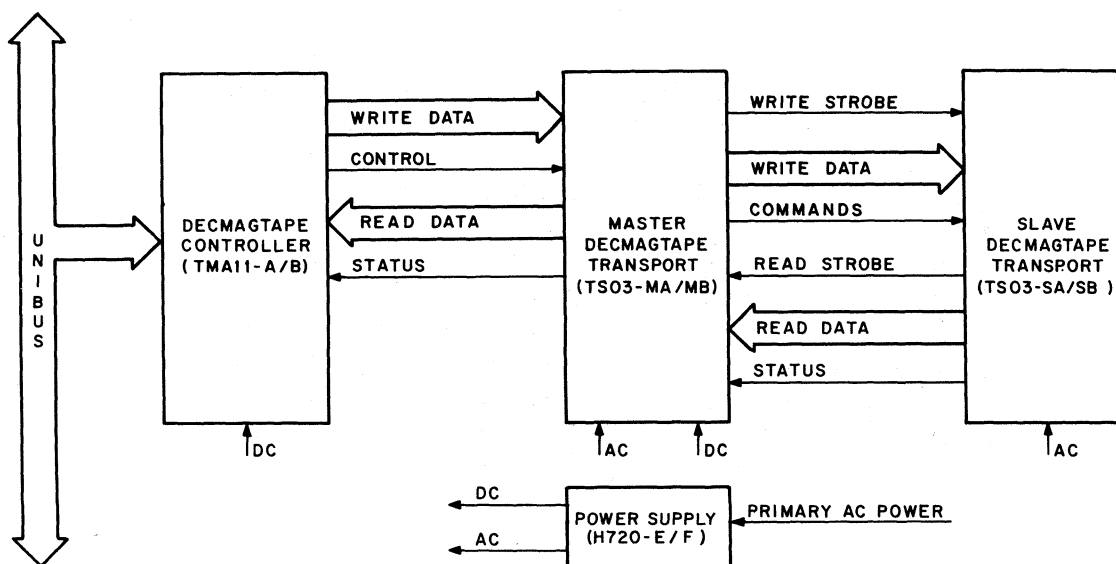 UNIBUS
DECMAGTAPE
CONTROLLER
(TMA11-A/B)
DC
WRITE DATA
CONTROL
READ DATA
STATUS
MASTER
DECMAGTAPE
TRANSPORT
(TS03-MA/MB)
AC
DC
WRITE STROBE
WRITE DATA
COMMANDS
READ STROBE
READ DATA
STATUS
SLAVE
DECMAGTAPE
TRANSPORT
(TS03-SA/SB)
AC
DC
AC
POWER SUPPLY
(H720-E/F)
PRIMARY AC POWER